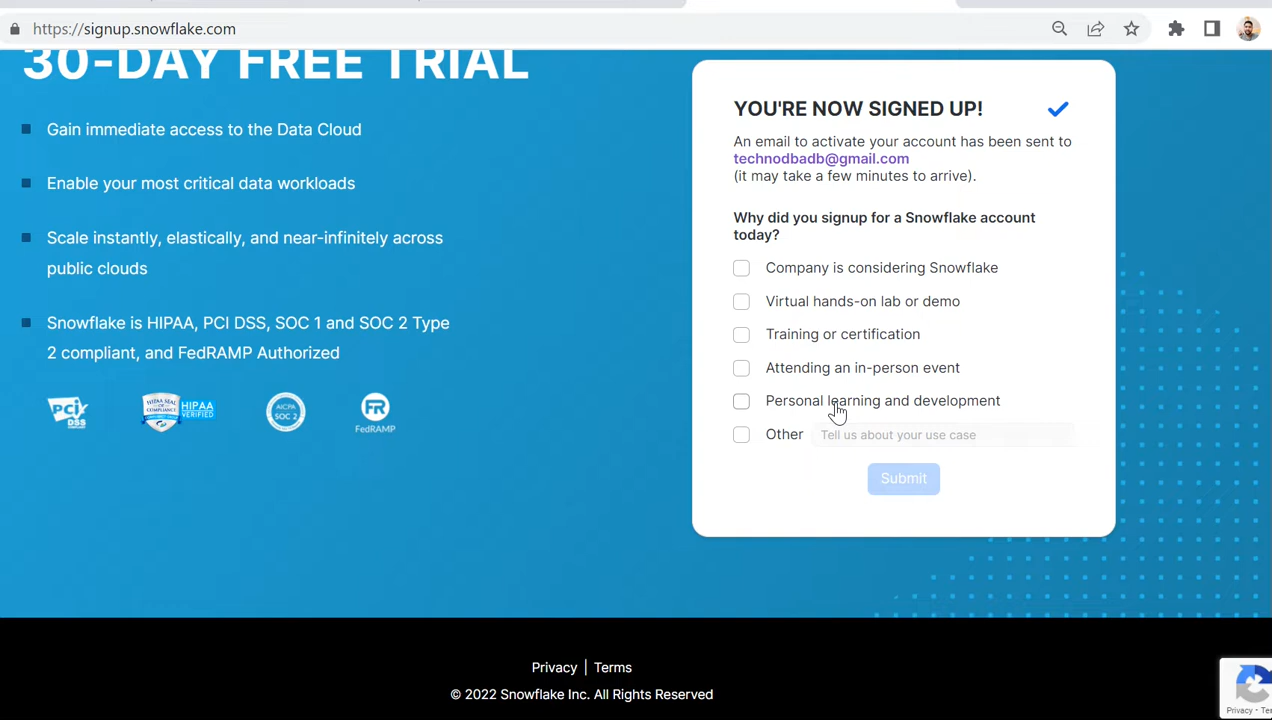 https://signup.snowflake.com
30-DAY FREE TRIAL
Gain immediate access to the Data Cloud
Enable your most critical data workloads
Scale instantly, elastically, and near-infinitely across
public clouds
Snowflake is HIPAA, PCI DSS, SOC 1 and SOC 2 Type
2 compliant, and FedRAMP Authorized
PCI
DSS
HIPAA
VERIFIED
AICPA
SOC 2
FR
FedRAMP
YOU'RE NOW SIGNED UP!
An email to activate your account has been sent to
technodbadb@gmail.com
(it may take a few minutes to arrive).
Why did you signup for a Snowflake account
today?
Company is considering Snowflake
Virtual hands-on lab or demo
Training or certification
Attending an in-person event
Personal learning and development
Other Tell us about your use case
Submit
Privacy | Terms
© 2022 Snowflake Inc. All Rights Reserved
Privacy